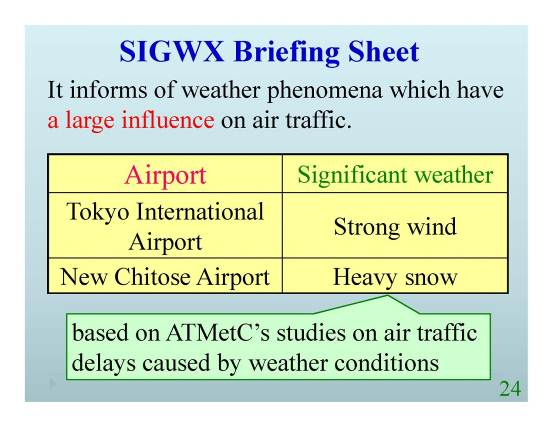 SIGWX Briefing Sheet
It informs of weather phenomena which have
a large influence on air traffic.
Airport
Significant weather
Tokyo International
Airport
Strong wind
New Chitose Airport
Heavy snow
based on ATMetC’s studies on air traffic
delays caused by weather conditions
24